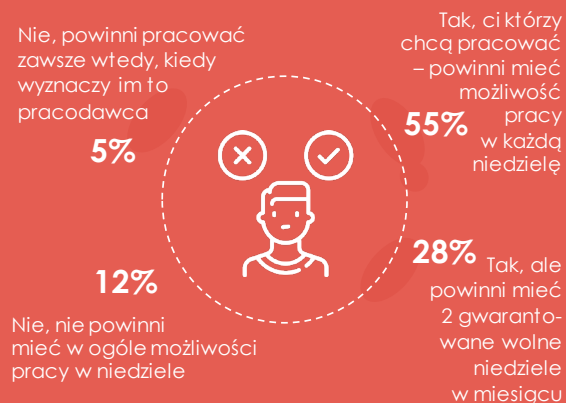 Nie, powinni pracować
zawsze wtedy, kiedy
wyznaczy im to
pracodawca
5%
Tak, ci którzy
chcą pracować
– powinni mieć
możliwość
pracy
w każdą
niedzielę
55%
12%
Nie, nie powinni
mieć w ogóle możliwości
pracy w niedziele
28%
Tak, ale
powinni mieć
2 gwaranto-
wane wolne
niedziele
w miesiącu